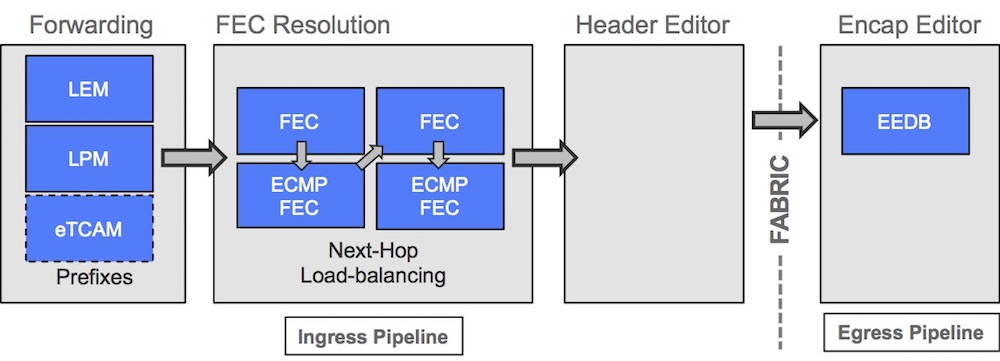 Forwarding
FEC Resolution
Header Editor
Encap Editor
LEM
LPM
eTCAM
Prefixes
FEC
FEC
ECMP
FEC
ECMP
FEC
Next-Hop
Load-balancing
FABRIC
EEDB
Ingress Pipeline
Egress Pipeline